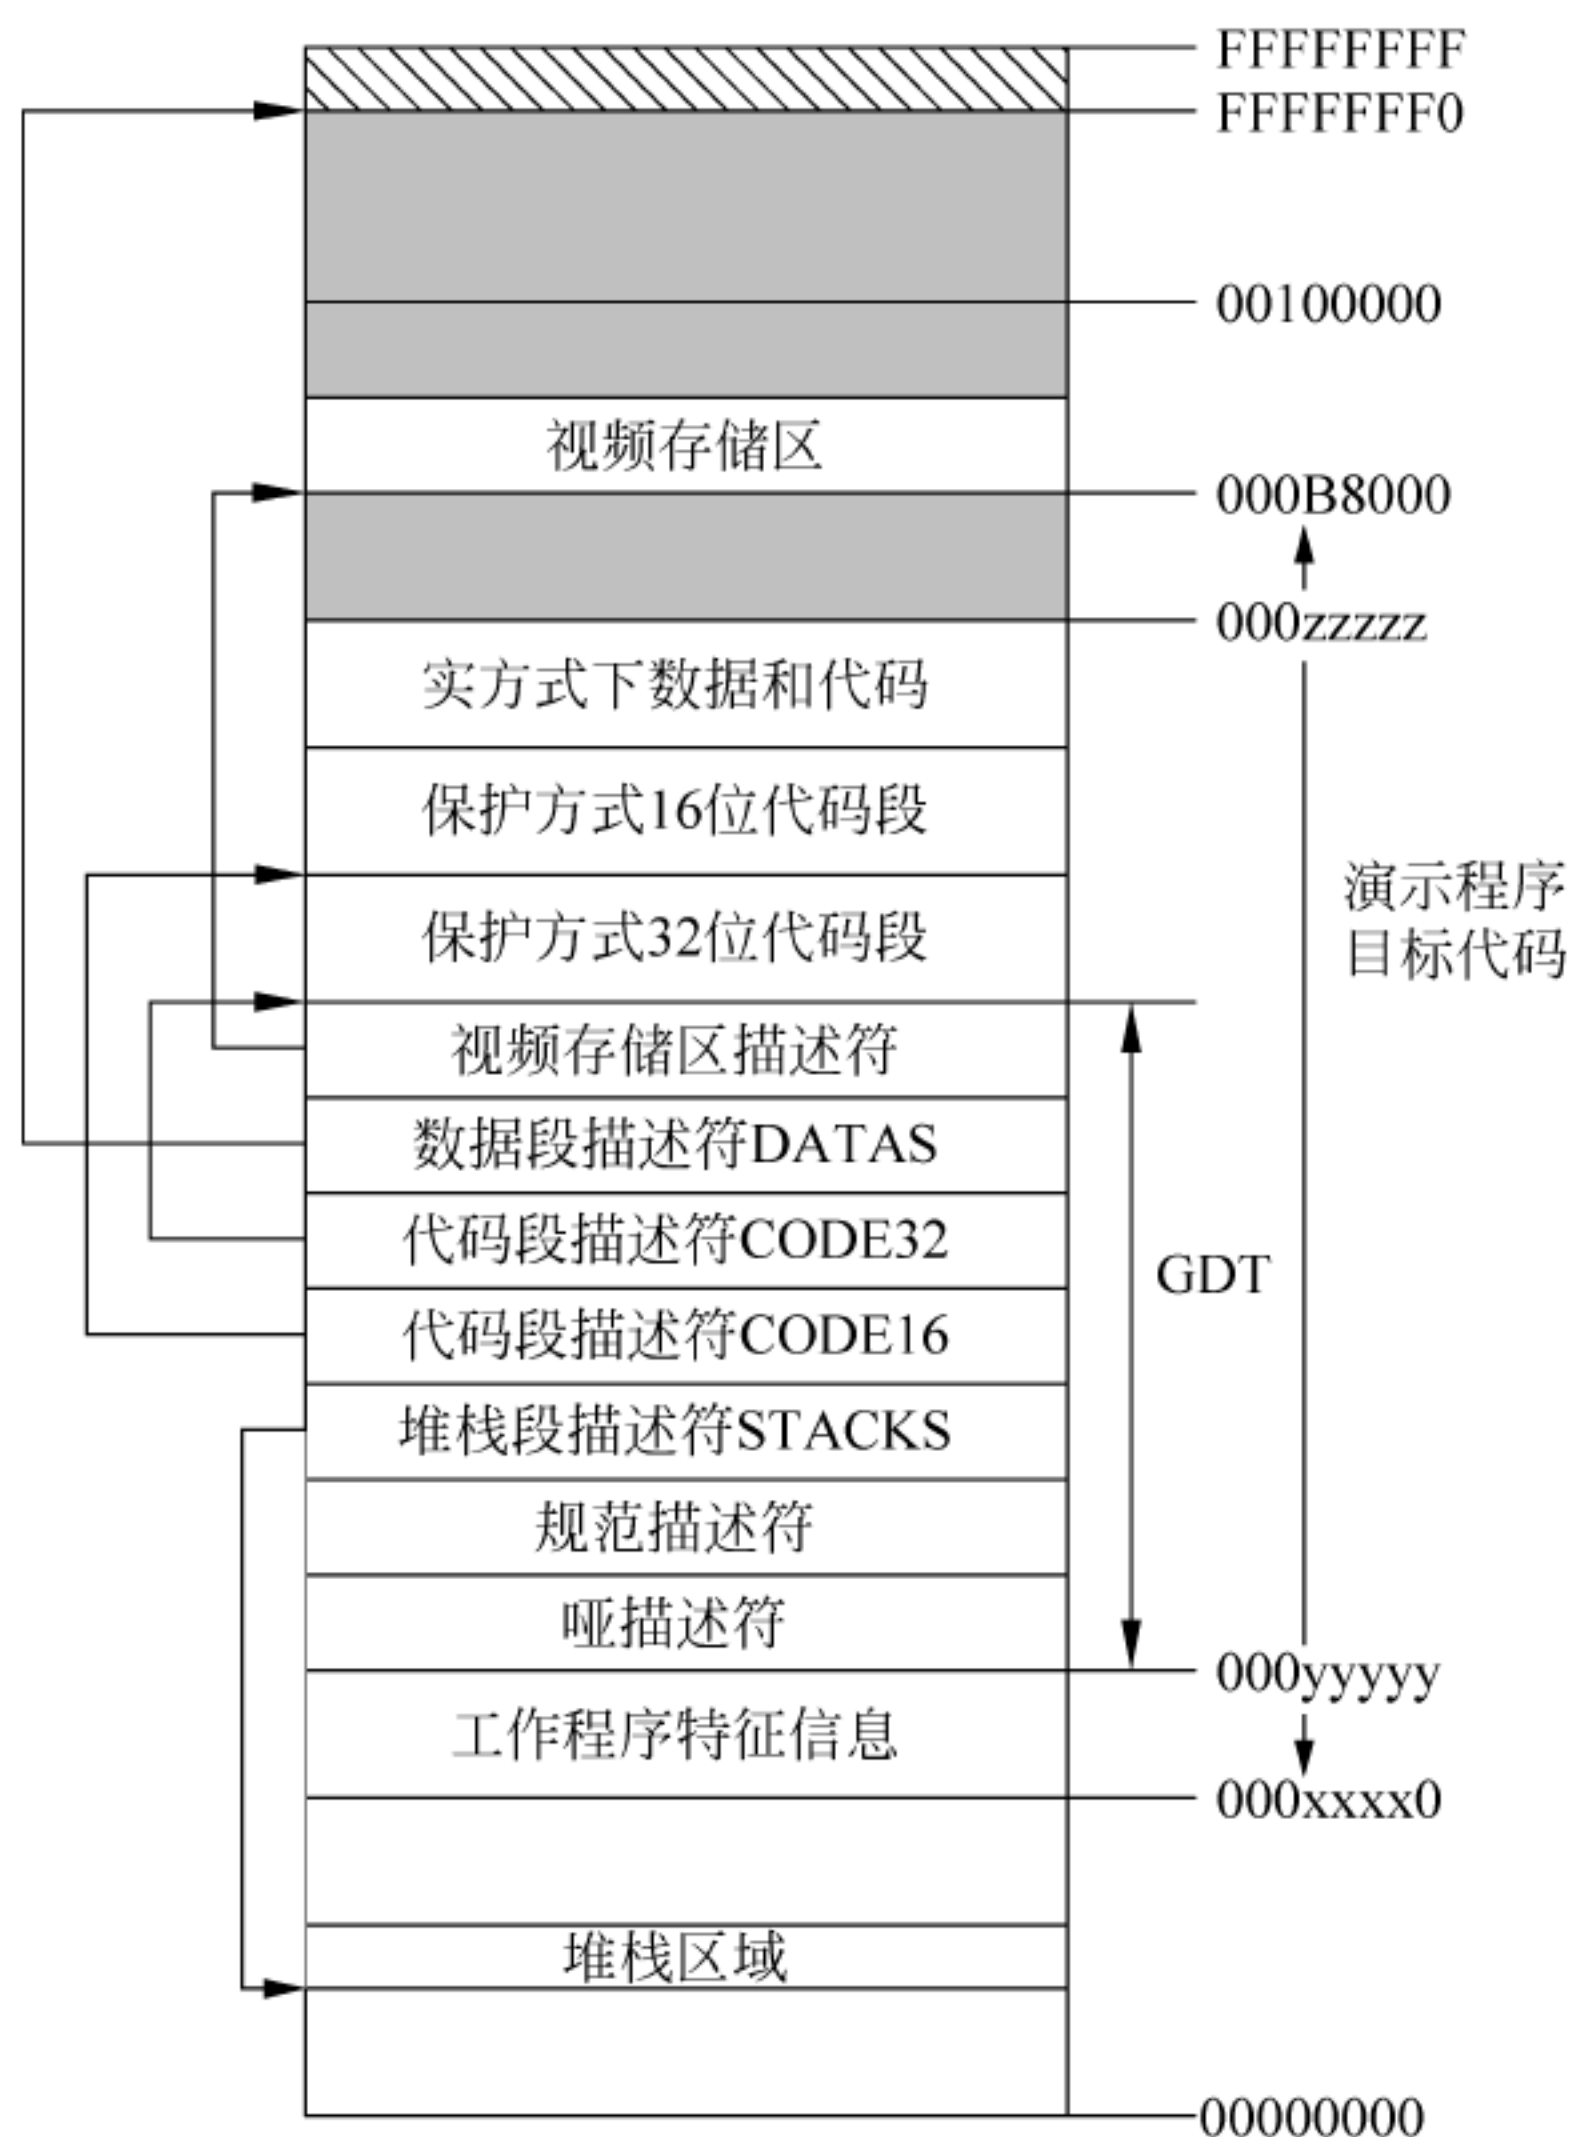 FFFFFFFF
FFFFFFF0
00100000
视频存储区
000B8000
000zzzzz
实方式下数据和代码
保护方式16位代码段
演示程序
目标代码
保护方式32位代码段
视频存储区描述符
数据段描述符DATAS
代码段描述符CODE32
GDT
代码段描述符CODE16
堆栈段描述符STACKS
规范描述符
哑描述符
000yyyyy
工作程序特征信息
000xxxx0
堆栈区域
00000000